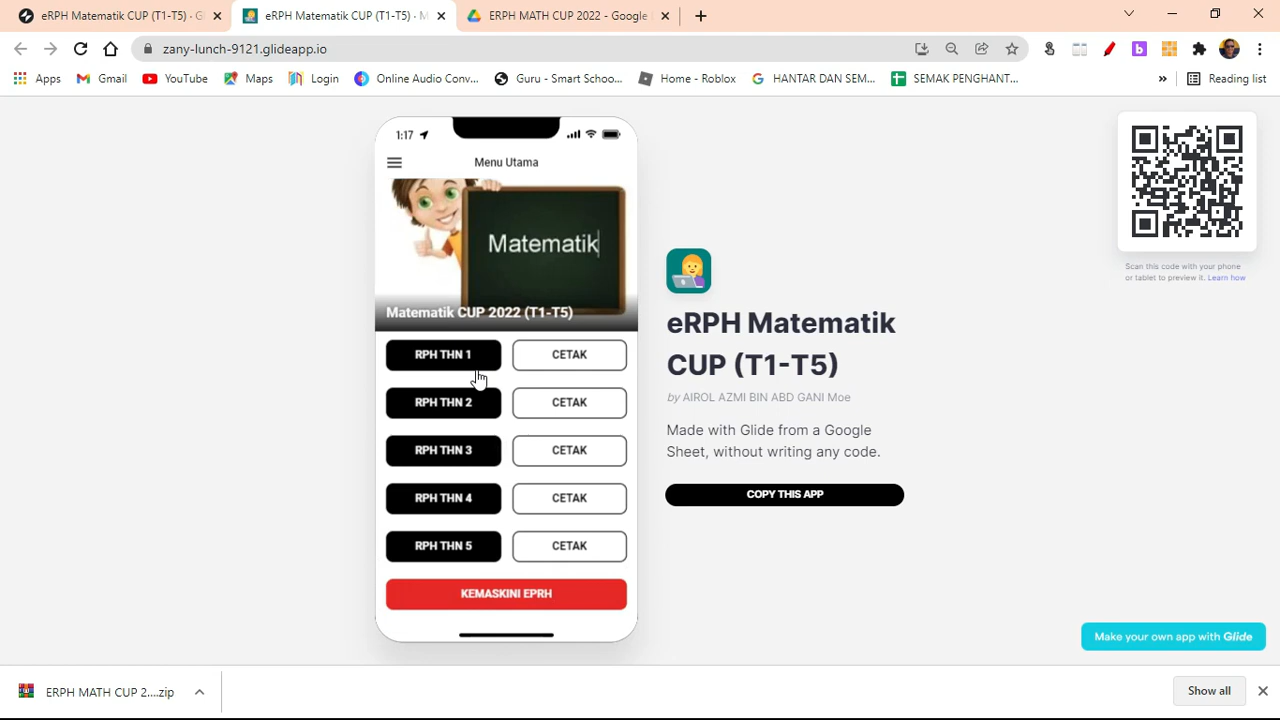 eRPH Matematik CUP (T1-T5) · G
eRPH Matematik CUP (T1-T5) · M
ERPH MATH CUP 2022 - Google
zany-lunch-9121.glideapp.io
Apps
Gmail
YouTube
Maps
Login
Online Audio Conv...
Guru - Smart Schoo...
Home - Roblox
HANTAR DAN SEM...
SEMAK PENGHANT...
»
Reading list
1:17
Menu Utama
Matematik
Matematik CUP 2022 (T1-T5)
RPH THN 1
CETAK
RPH THN 2
CETAK
RPH THN 3
CETAK
RPH THN 4
CETAK
RPH THN 5
CETAK
KEMASKINI EPRH
eRPH Matematik
CUP (T1-T5)
by AIROL AZMI BIN ABD GANI Moe
Made with Glide from a Google
Sheet, without writing any code.
COPY THIS APP
Scan this code with your phone
or tablet to preview it. Learn how
Make your own app with Glide
ERPH MATH CUP 2....zip
Show all